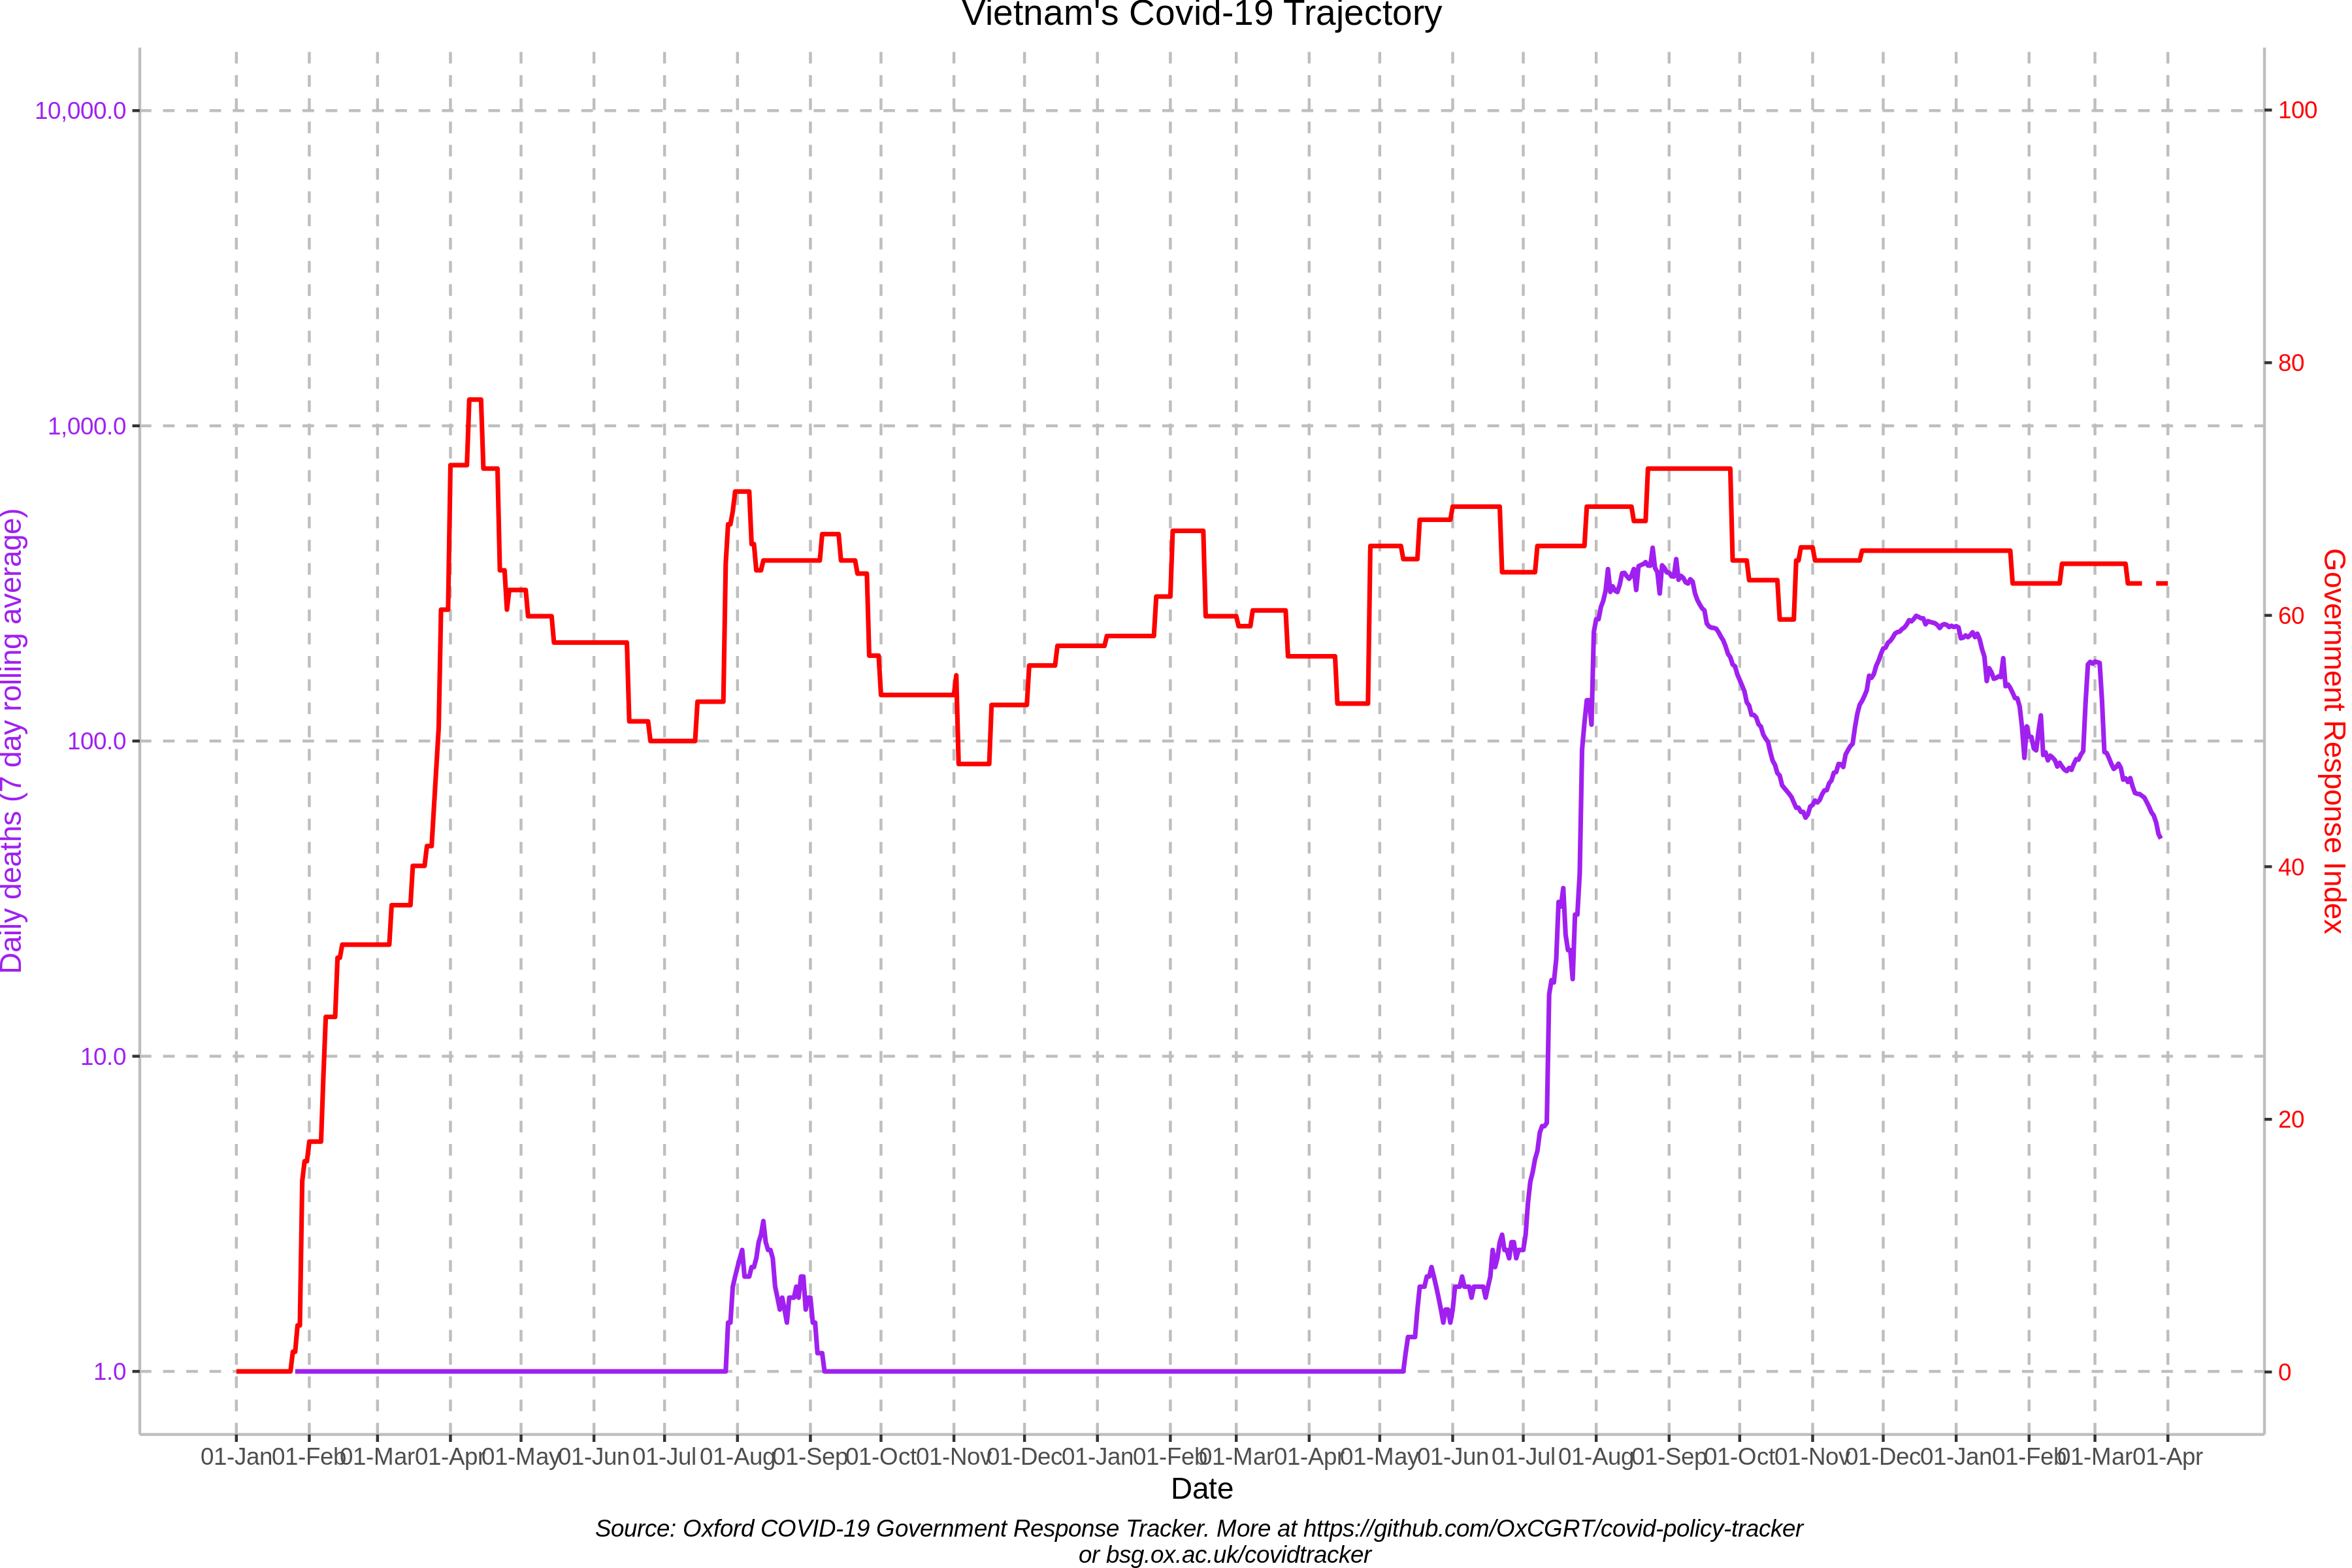 Vietnam's Covid-19 Trajectory
10,000.0
1,000.0
100.0
10.0
1.0
Daily deaths (7 day rolling average)
100
80
60
40
20
0
Government Response Index
01-Jan 01-Feb 01-Mar 01-Apr 01-May 01-Jun 01-Jul 01-Aug 01-Sep 01-Oct 01-Nov 01-Dec 01-Jan 01-Feb 01-Mar 01-Apr 01-May 01-Jun 01-Jul 01-Aug 01-Sep 01-Oct 01-Nov 01-Dec 01-Jan 01-Feb 01-Mar 01-Apr
Date
Source: Oxford COVID-19 Government Response Tracker. More at https://github.com/OxCGRT/covid-policy-tracker
or bsg.ox.ac.uk/covidtracker